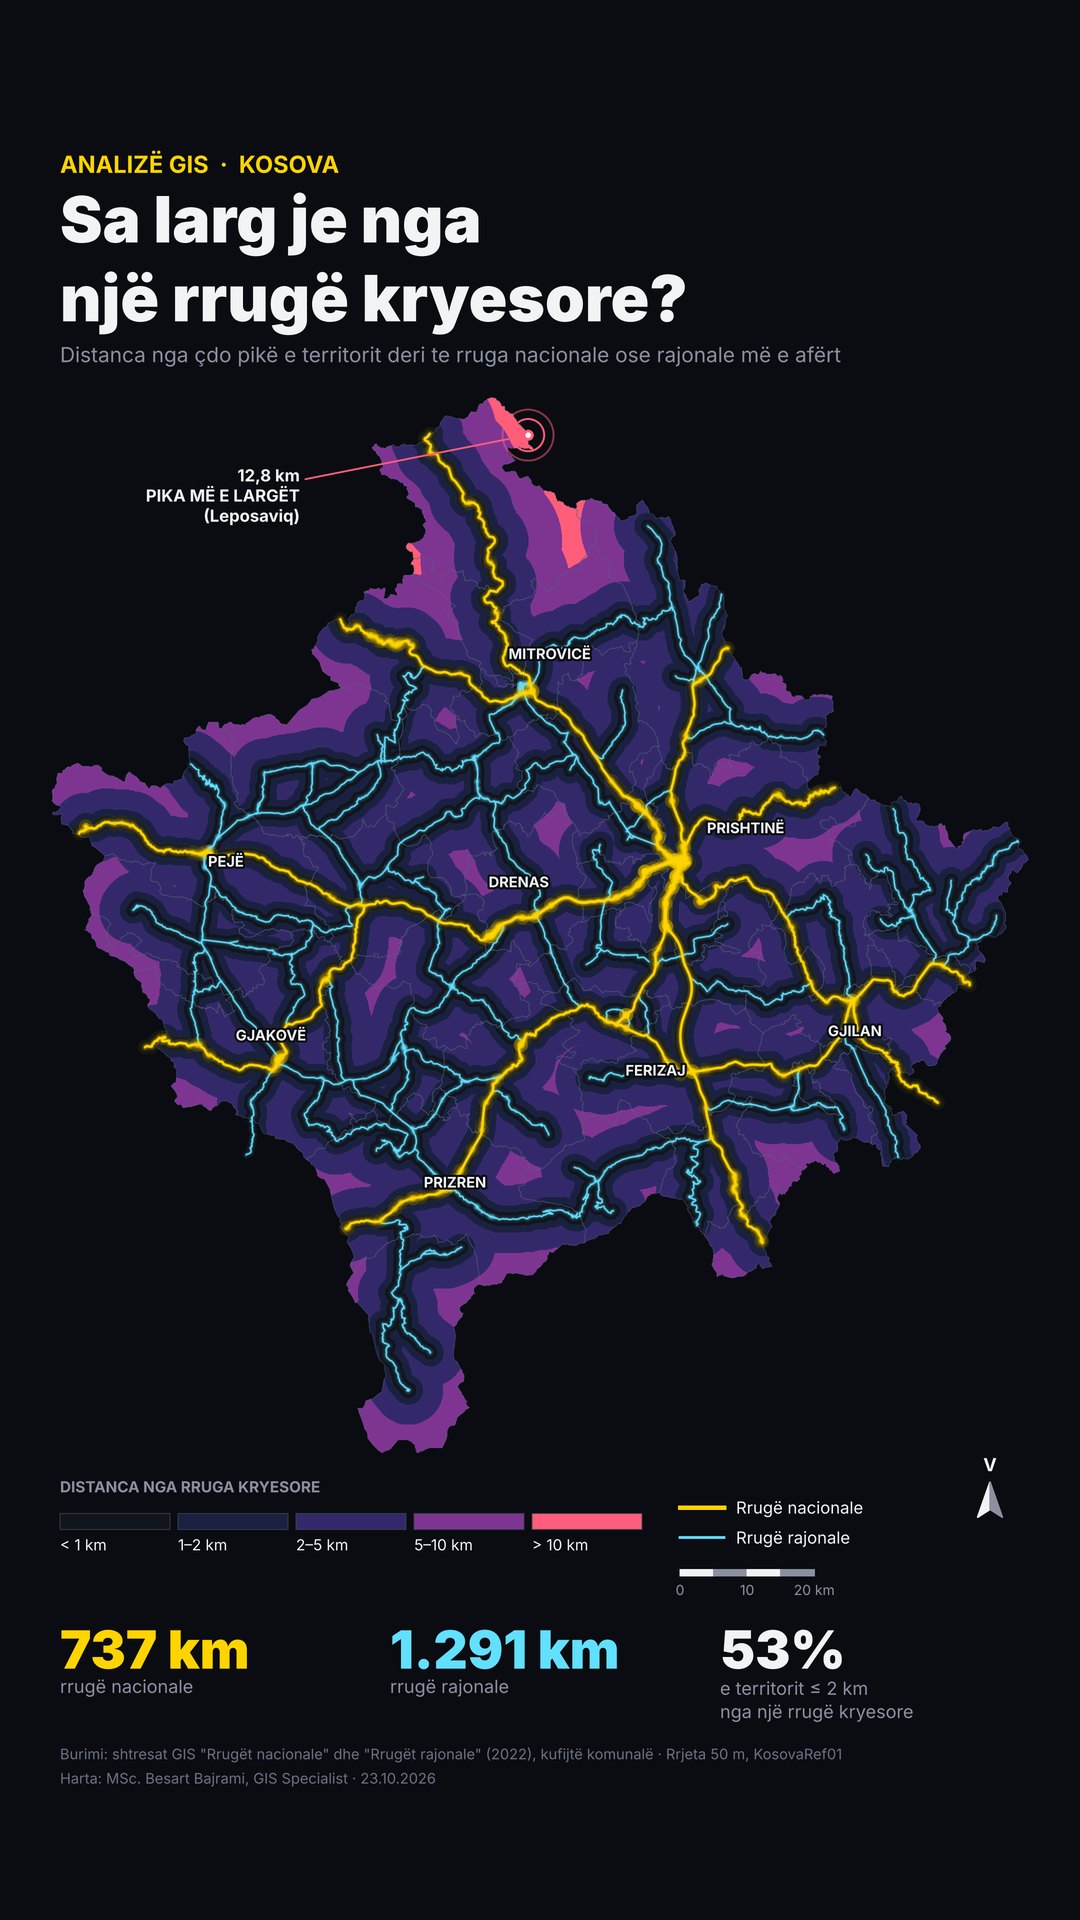 ANALIZË GIS · KOSOVA
Sa larg je nga
një rrugë kryesore?
Distanca nga çdo pikë e territorit deri te rruga nacionale ose rajonale më e afërt
12,8 km
PIKA MË E LARGËT
(Leposaviq)
MITROVICË
PRISHTINË
PEJË
DRENAS
GJAKOVË
GJILAN
FERIZAJ
PRIZREN
DISTANCA NGA RRUGA KRYESORE
< 1 km
1–2 km
2–5 km
5–10 km
> 10 km
Rrugë nacionale
Rrugë rajonale
0 10 20 km
V
737 km
rrugë nacionale
1.291 km
rrugë rajonale
53%
e territorit ≤ 2 km
nga një rrugë kryesore
Burimi: shtresat GIS "Rrugët nacionale" dhe "Rrugët rajonale" (2022), kufijtë komunalë · Rrjeta 50 m, KosovaRef01
Harta: MSc. Besart Bajrami, GIS Specialist · 23.10.2026